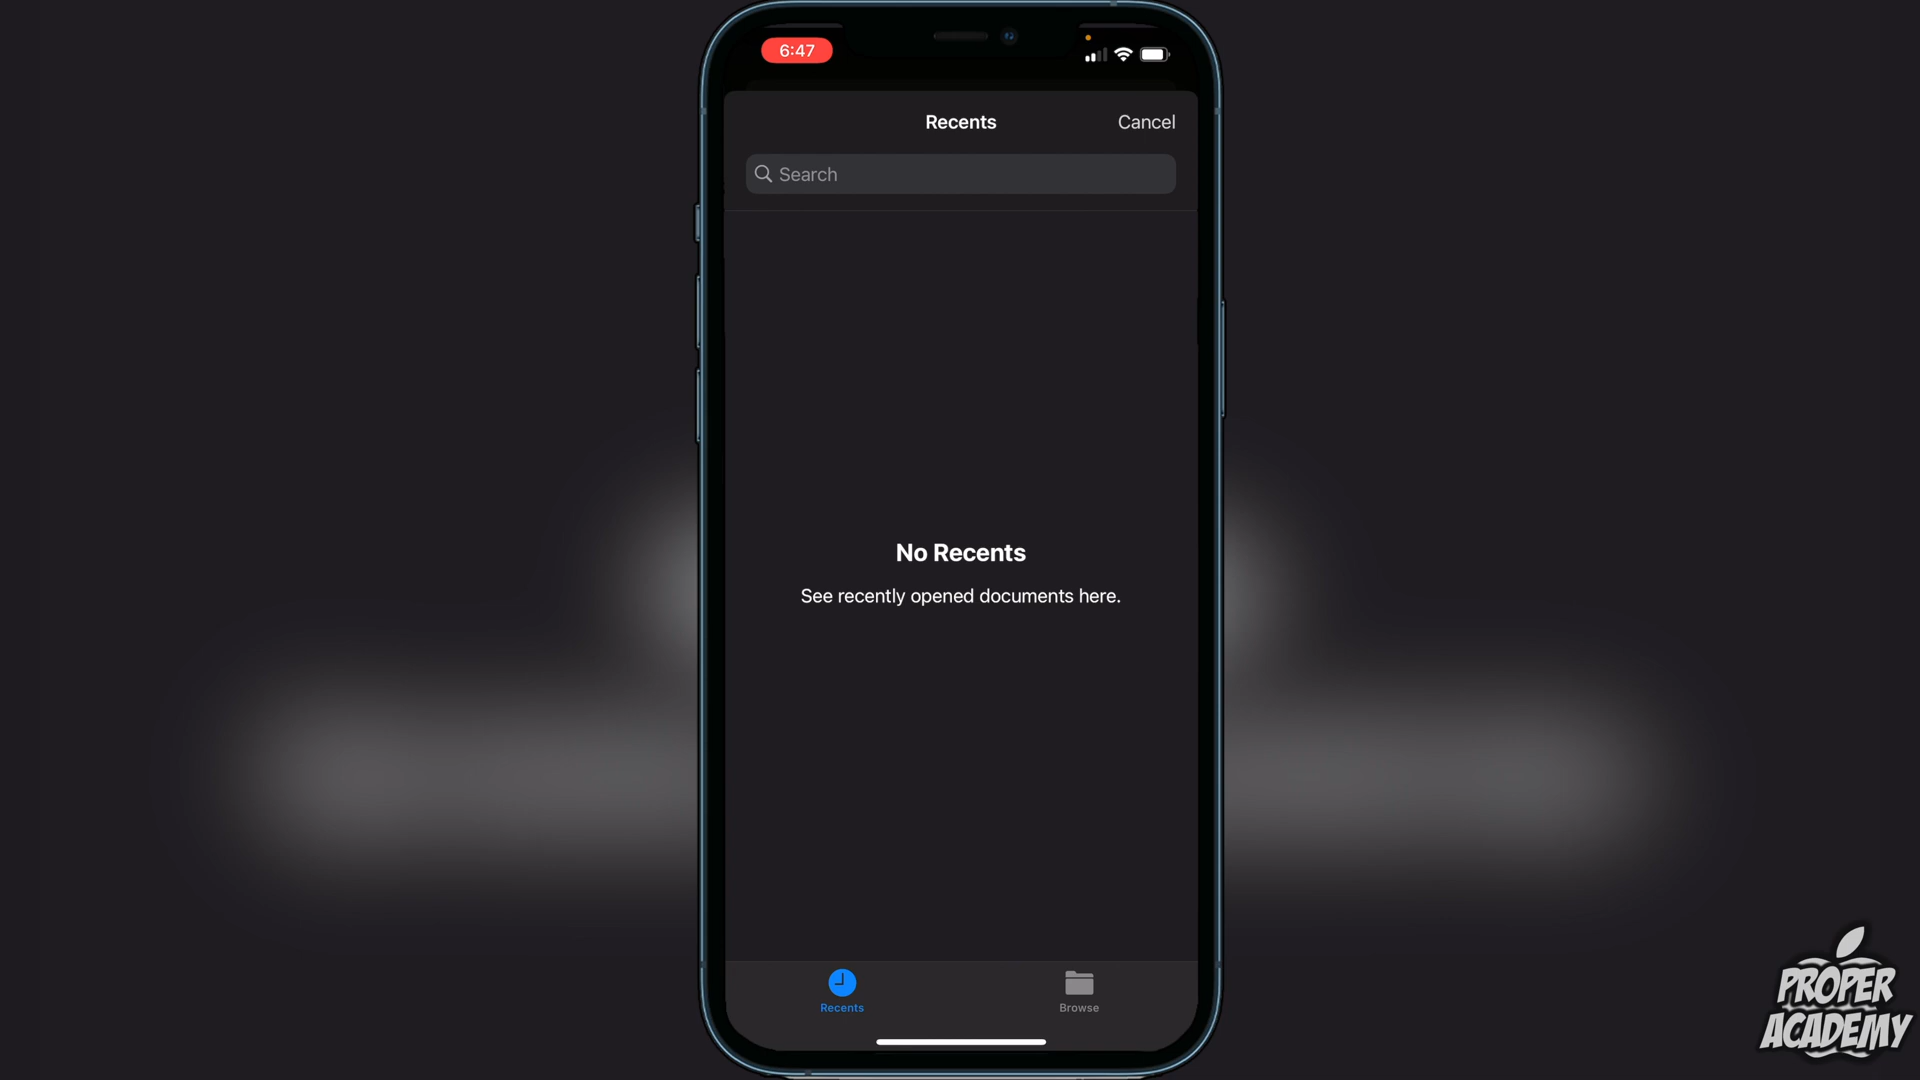 6:47
Recents
Cancel
Search
No Recents
See recently opened documents here.
Recents
Browse
PROPER
ACADEMY